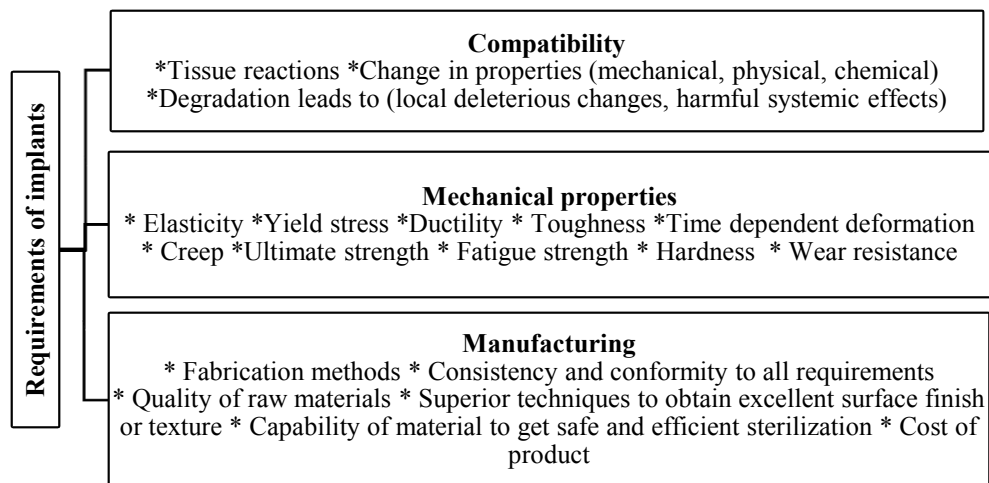 Requirements of implants
Compatibility
*Tissue reactions *Change in properties (mechanical, physical, chemical)
*Degradation leads to (local deleterious changes, harmful systemic effects)
Mechanical properties
* Elasticity *Yield stress *Ductility * Toughness *Time dependent deformation
* Creep *Ultimate strength * Fatigue strength * Hardness * Wear resistance
Manufacturing
* Fabrication methods * Consistency and conformity to all requirements
* Quality of raw materials * Superior techniques to obtain excellent surface finish
or texture * Capability of material to get safe and efficient sterilization * Cost of
product